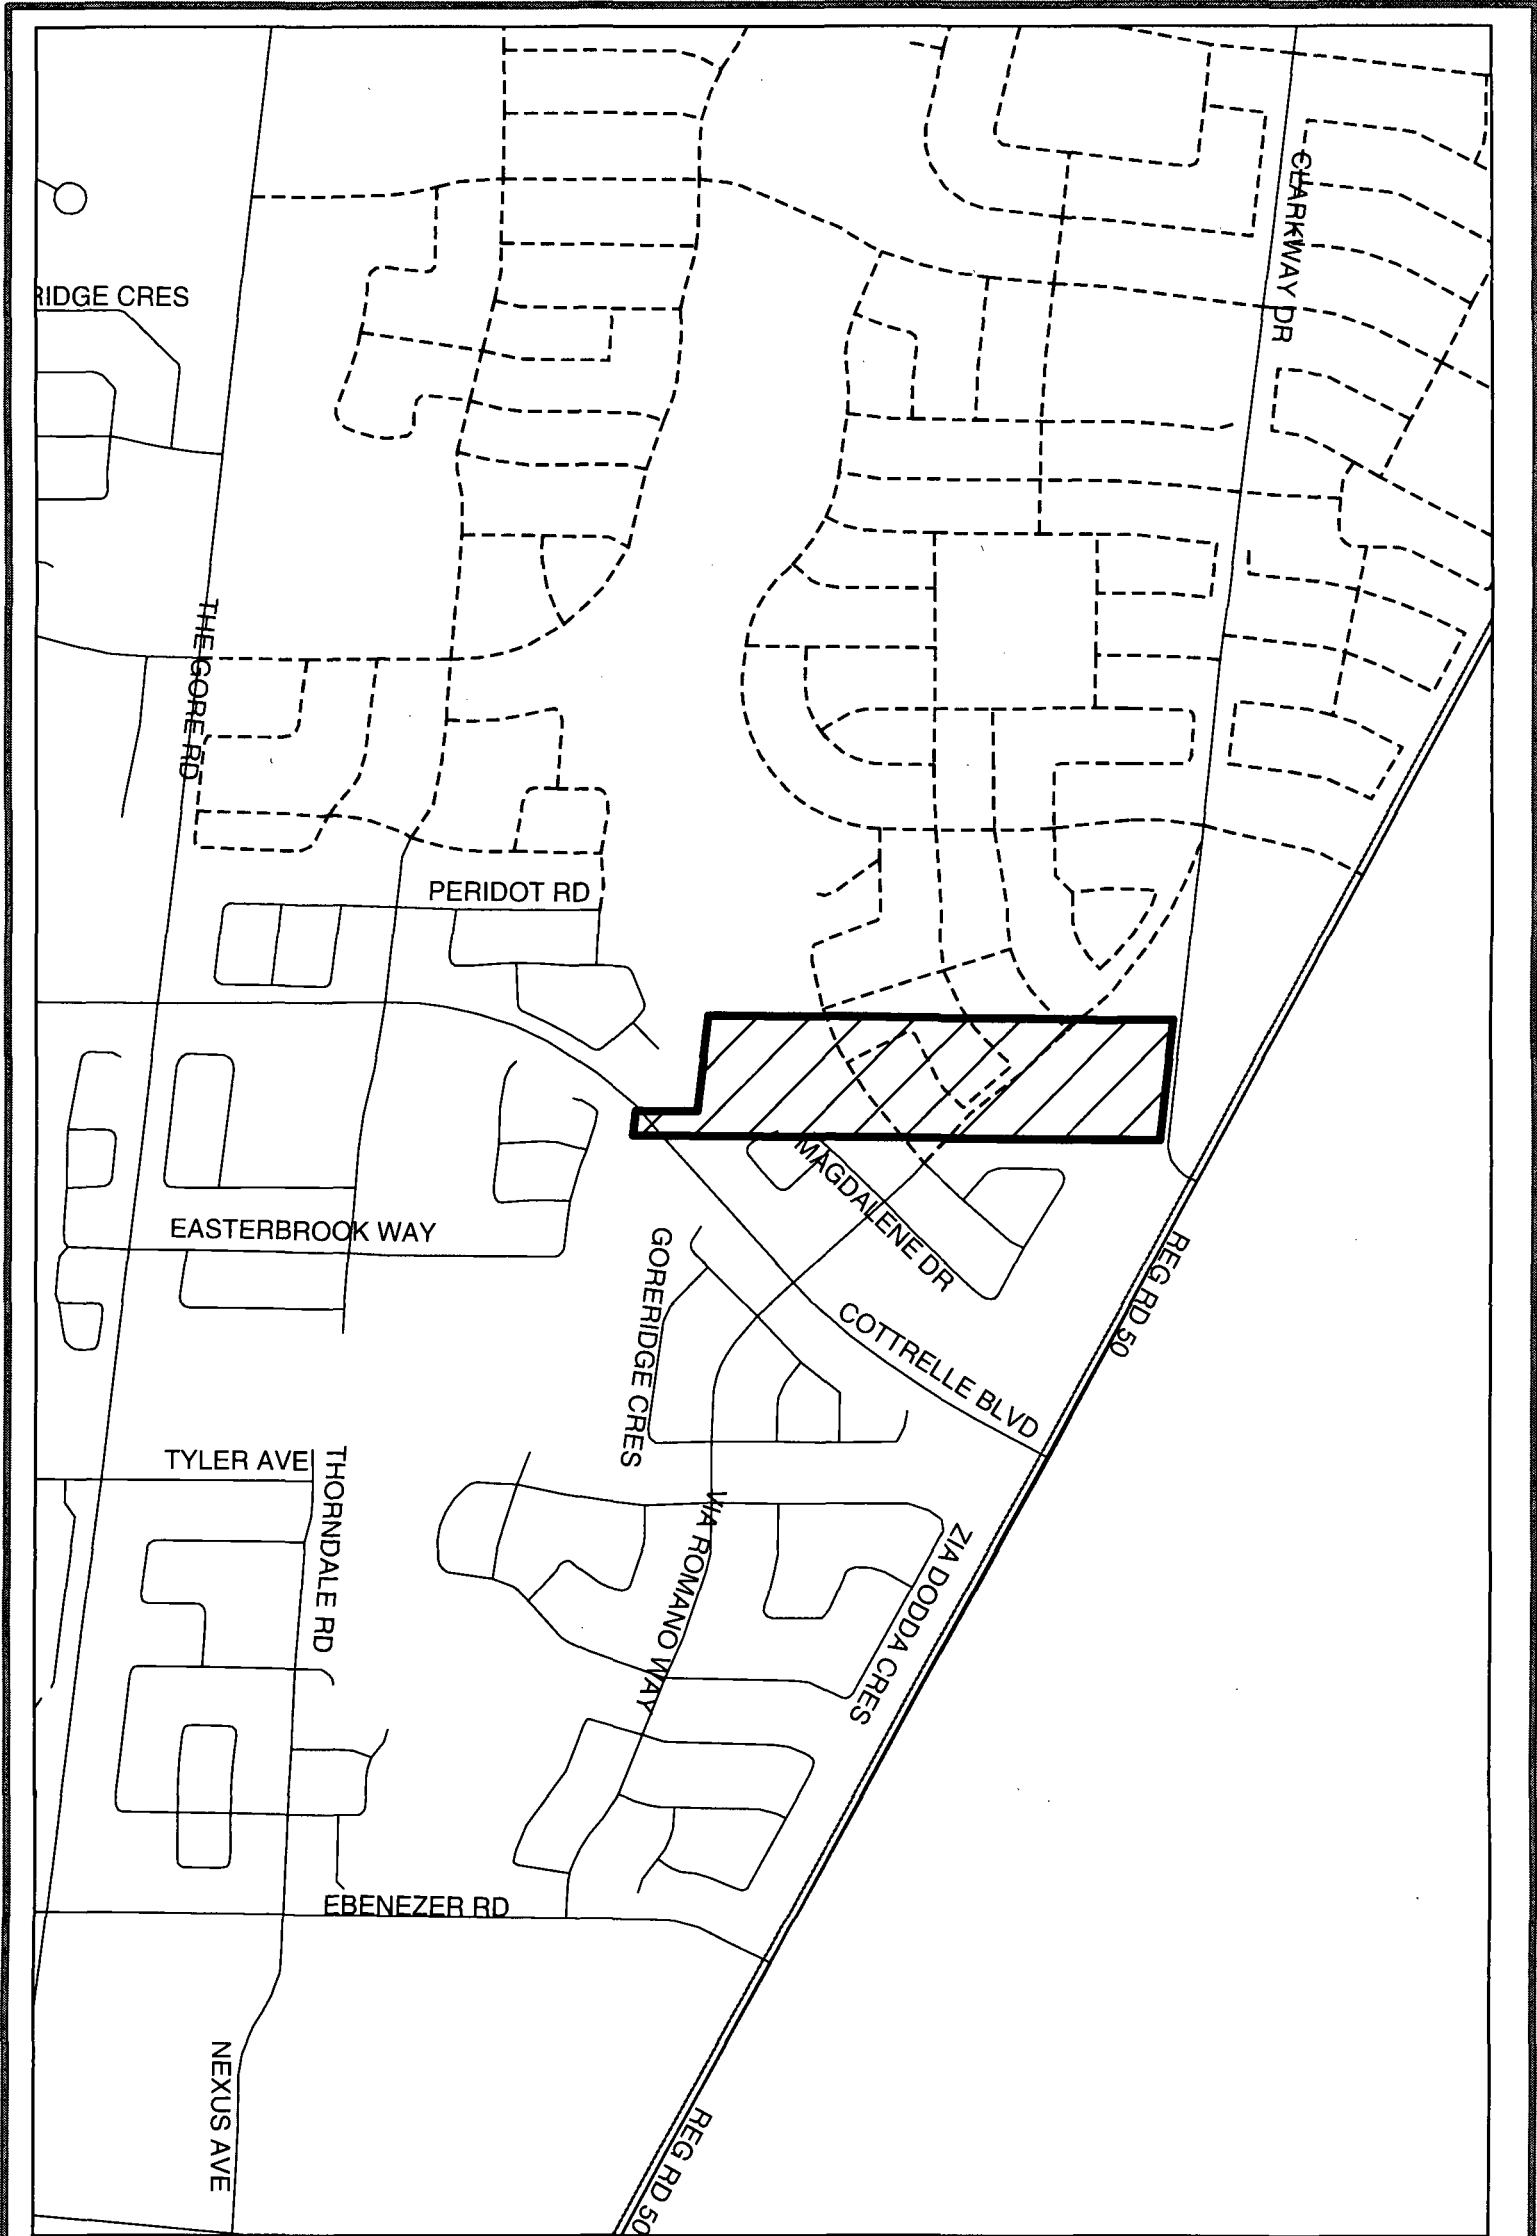 CLARKWAY DR
RIDGE CRES
THE GORE RD
PERIDOT RD
MAGDALENE DR
EASTERBROOK WAY
GORERIDGE CRES
REG RD 50
COTTRELLE BLVD
TYLER AVE
THORNDALE RD
VIA ROMANO WAY
ZIA DODDA CRES
EBENEZER RD
NEXUS AVE
REG RD 50